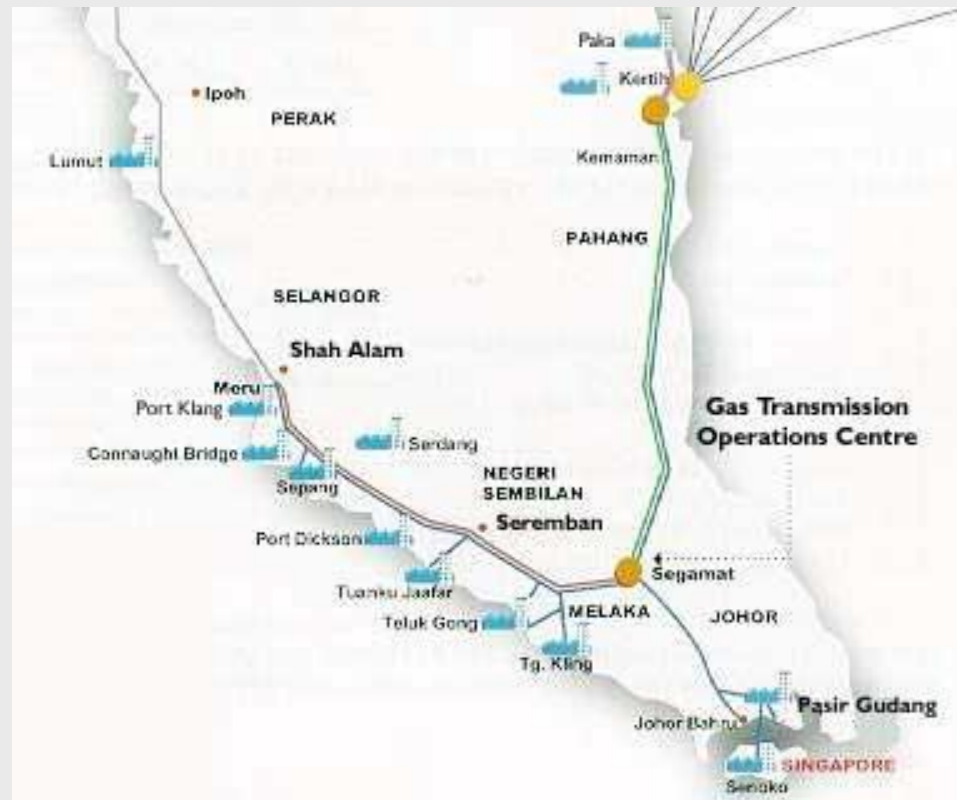 Paka
Kertih
Ipoh
PERAK
Lumut
Kemaman
PAHANG
SELANGOR
Shah Alam
Meru
Port Klang
Gas Transmission
Operations Centre
Connaught Bridge
Serdang
Sepang
NEGERI
SEMBILAN
Seremban
Port Dickson
Segamat
Tuanku Jaafar
MELAKA
JOHOR
Teluk Gong
Tg. Kling
Pasir Gudang
Johor Bahru
SINGAPORE
Senoko